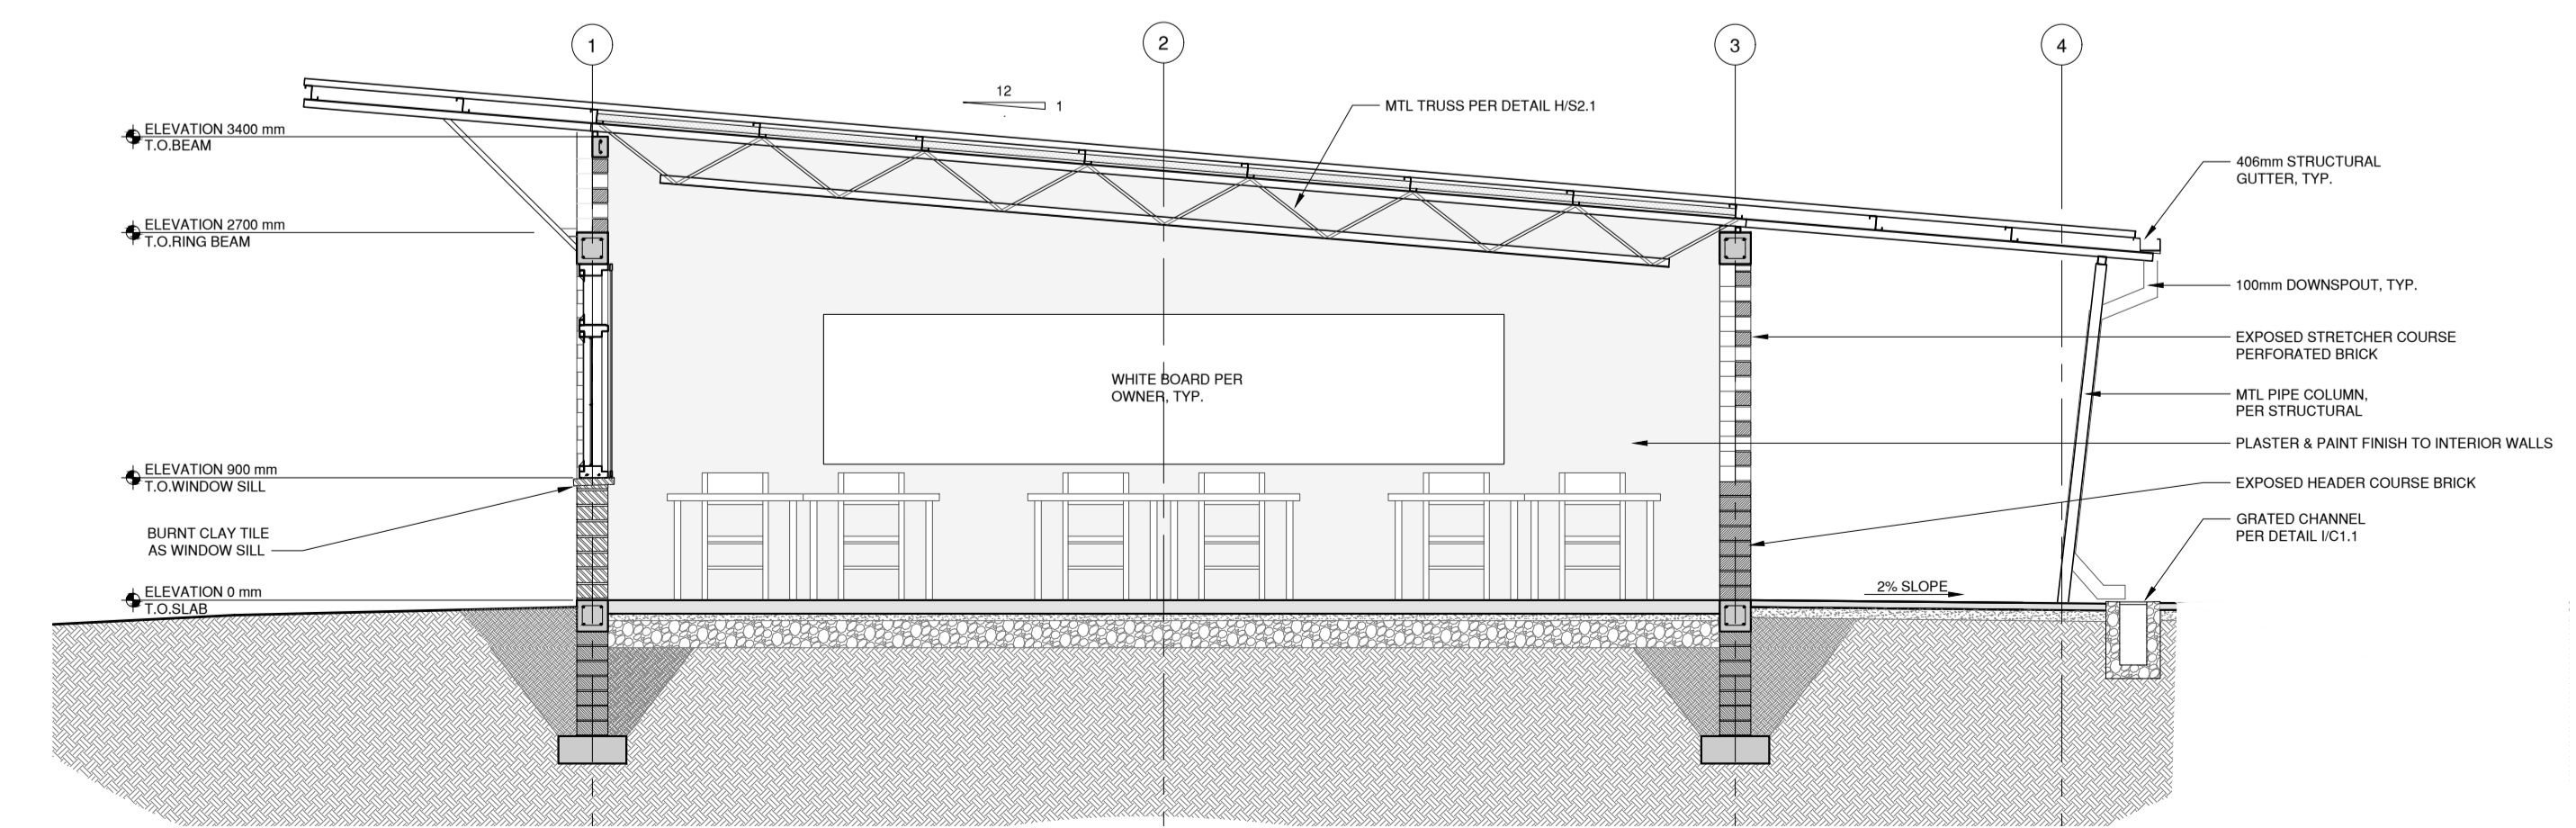 1
2
3
4
12
1
MTL TRUSS PER DETAIL H/S2.1
ELEVATION 3400 mm
T.O.BEAM
406mm STRUCTURAL
GUTTER, TYP.
ELEVATION 2700 mm
T.O.RING BEAM
100mm DOWNSPOUT, TYP.
EXPOSED STRETCHER COURSE
PERFORATED BRICK
WHITE BOARD PER
OWNER, TYP.
MTL PIPE COLUMN,
PER STRUCTURAL
PLASTER & PAINT FINISH TO INTERIOR WALLS
ELEVATION 900 mm
T.O.WINDOW SILL
EXPOSED HEADER COURSE BRICK
BURNT CLAY TILE
AS WINDOW SILL
GRATED CHANNEL
PER DETAIL I/C1.1
ELEVATION 0 mm
T.O.SLAB
2% SLOPE